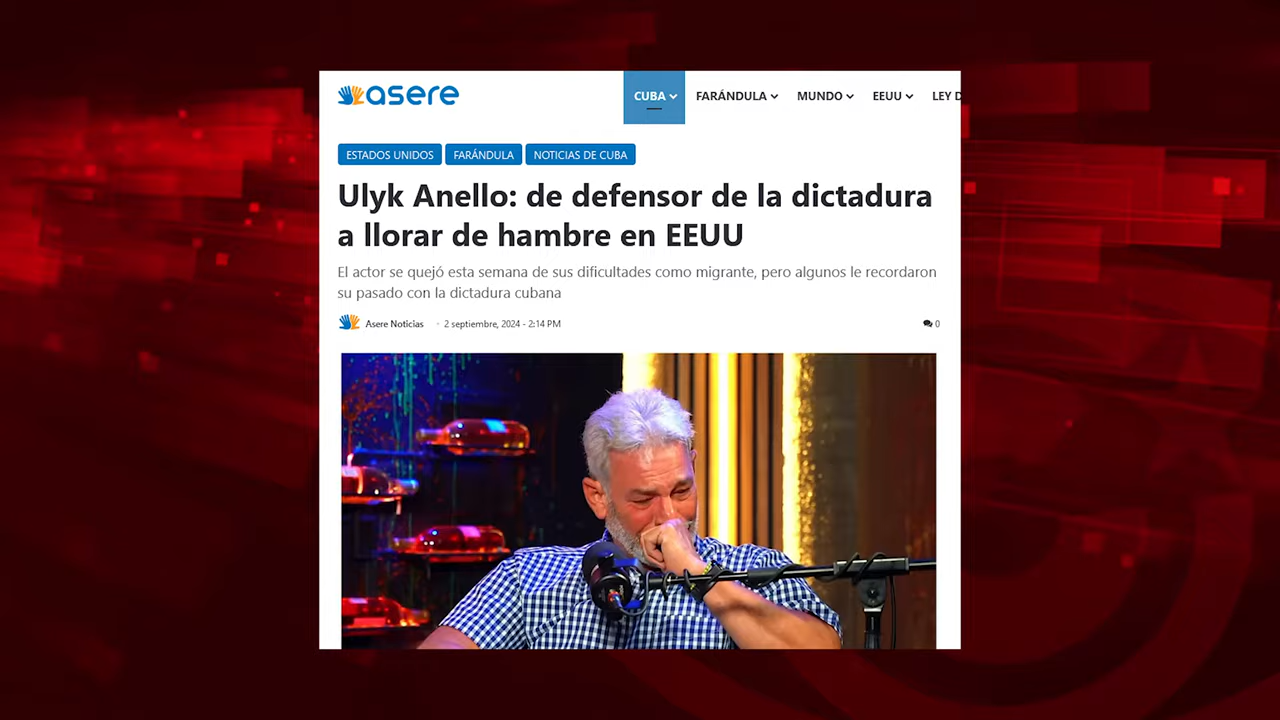 asere
CUBA
FARÁNDULA
MUNDO
EEUU
LEY D
ESTADOS UNIDOS
FARÁNDULA
NOTICIAS DE CUBA
Ulyk Anello: de defensor de la dictadura
a llorar de hambre en EEUU
El actor se quejó esta semana de sus dificultades como migrante, pero algunos le recordaron
su pasado con la dictadura cubana
Asere Noticias - 2 septiembre, 2024 - 2:14 PM
0